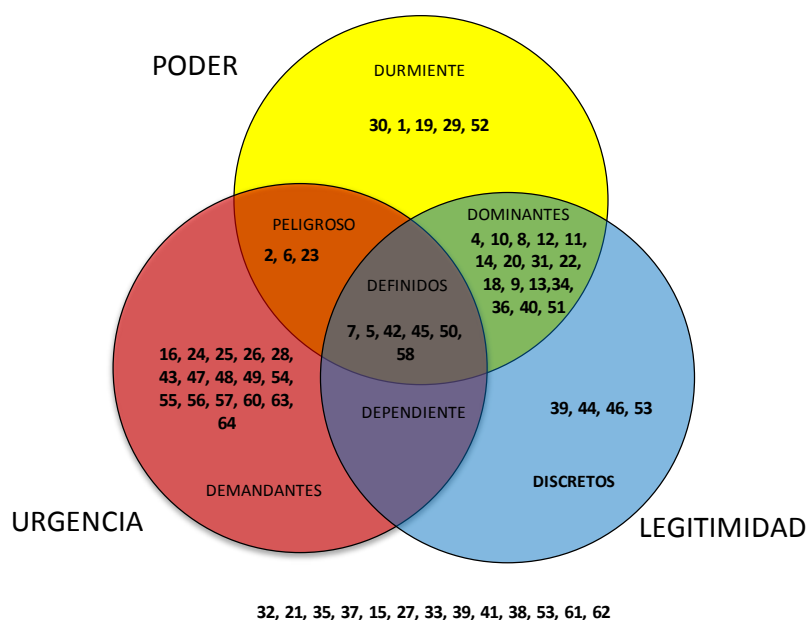 PODER
DURMIENTE
30, 1, 19, 29, 52
PELIGROSO
2, 6, 23
DOMINANTES
4, 10, 8, 12, 11,
14, 20, 31, 22,
18, 9, 13,34,
36, 40, 51
DEFINIDOS
7, 5, 42, 45, 50,
58
16, 24, 25, 26, 28,
43, 47, 48, 49, 54,
55, 56, 57, 60, 63,
64
DEPENDIENTE
39, 44, 46, 53
DEMANDANTES
DISCRETOS
URGENCIA
LEGITIMIDAD
32, 21, 35, 37, 15, 27, 33, 39, 41, 38, 53, 61, 62